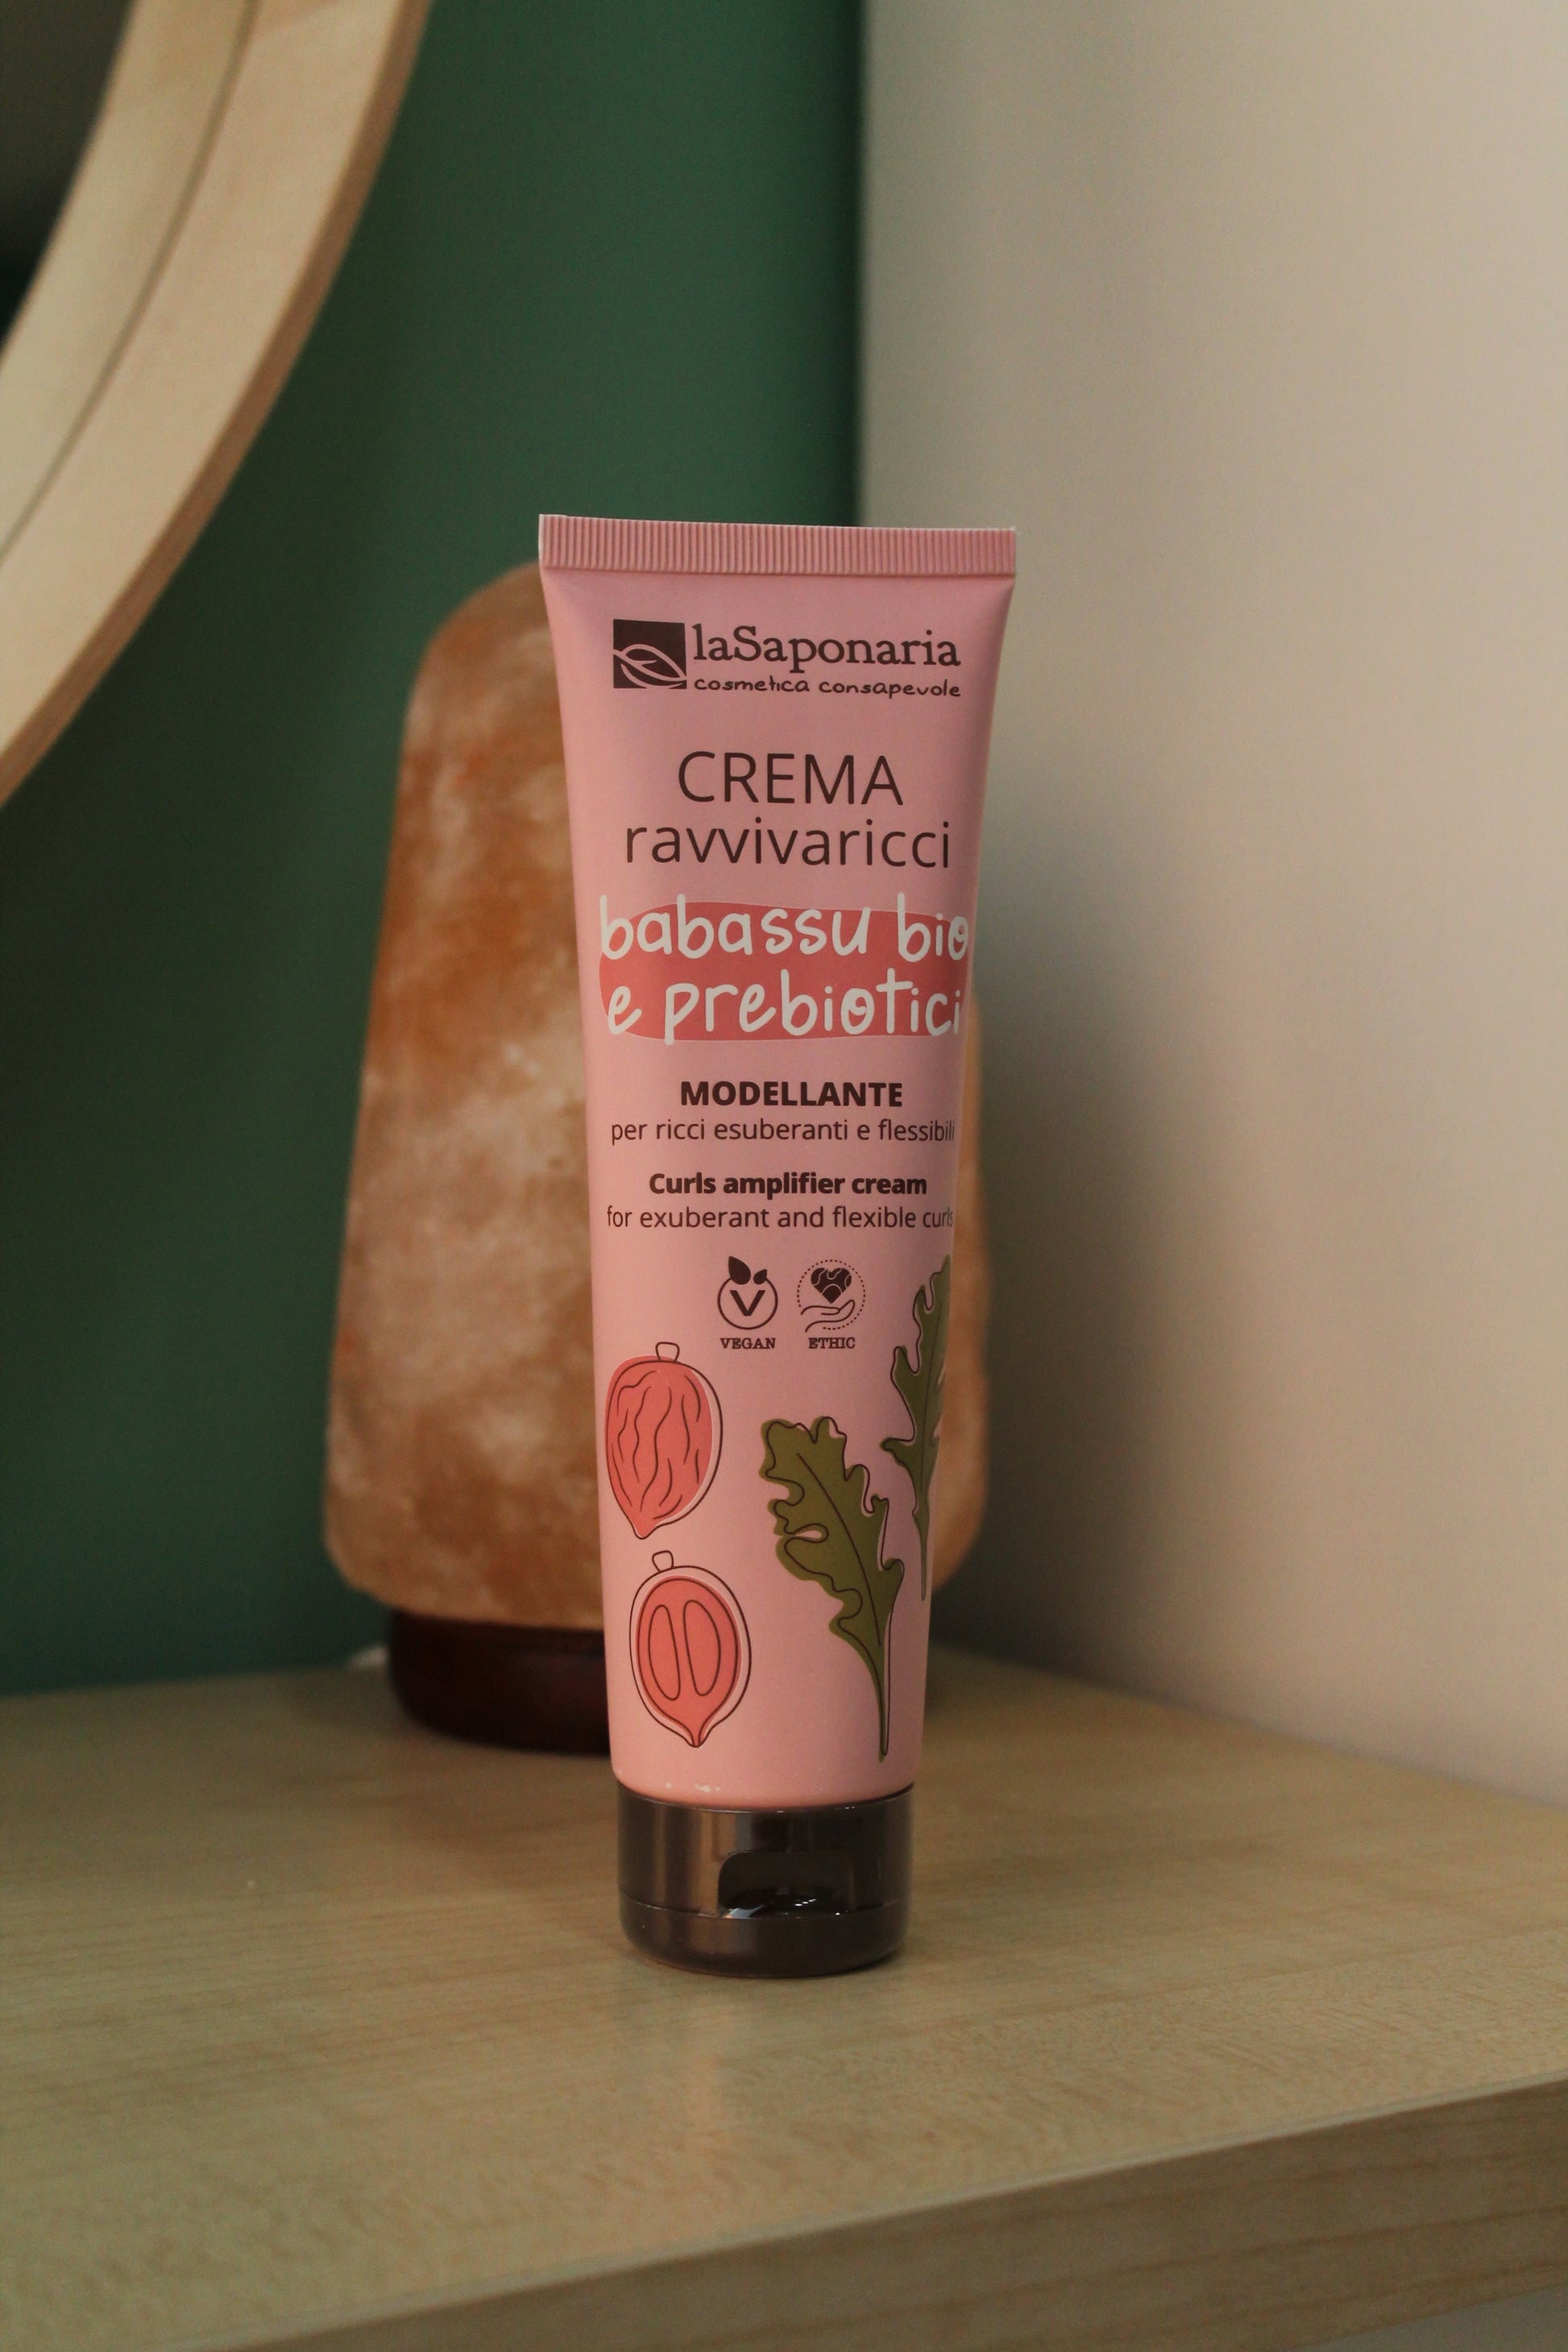 laSaponaria
cosmetica consapevole
CREMA
ravvivaricci
babassu bio
e prebiotici
MODELLANTE
per ricci esuberanti e flessibili
Curls amplifier cream
for exuberant and flexible curls
V
VEGAN ETHIC